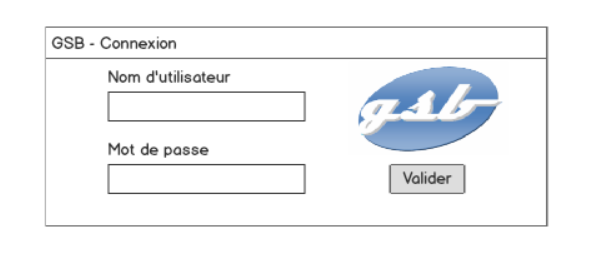 GSB - Connexion
Nom d'utilisateur
gsb
Mot de passe
Valider